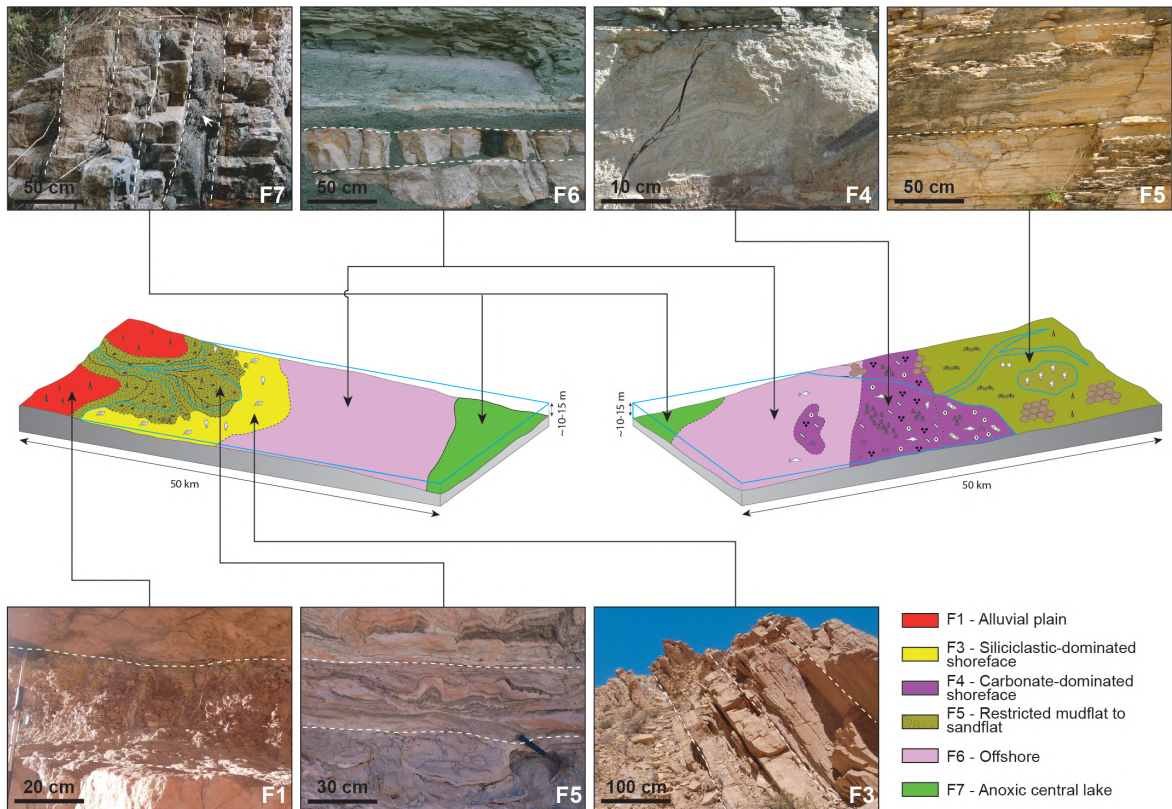 50 cm
F7
50 cm
F6
10 cm
F4
50 cm
F5
~10-15 m
50 km
~10-15 m
50 km
20 cm
F1
30 cm
F5
100 cm
F3
F1 - Alluvial plain
F3 - Siliciclastic-dominated
shoreface
F4 - Carbonate-dominated
shoreface
F5 - Restricted mudflat to
sandflat
F6 - Offshore
F7 - Anoxic central lake